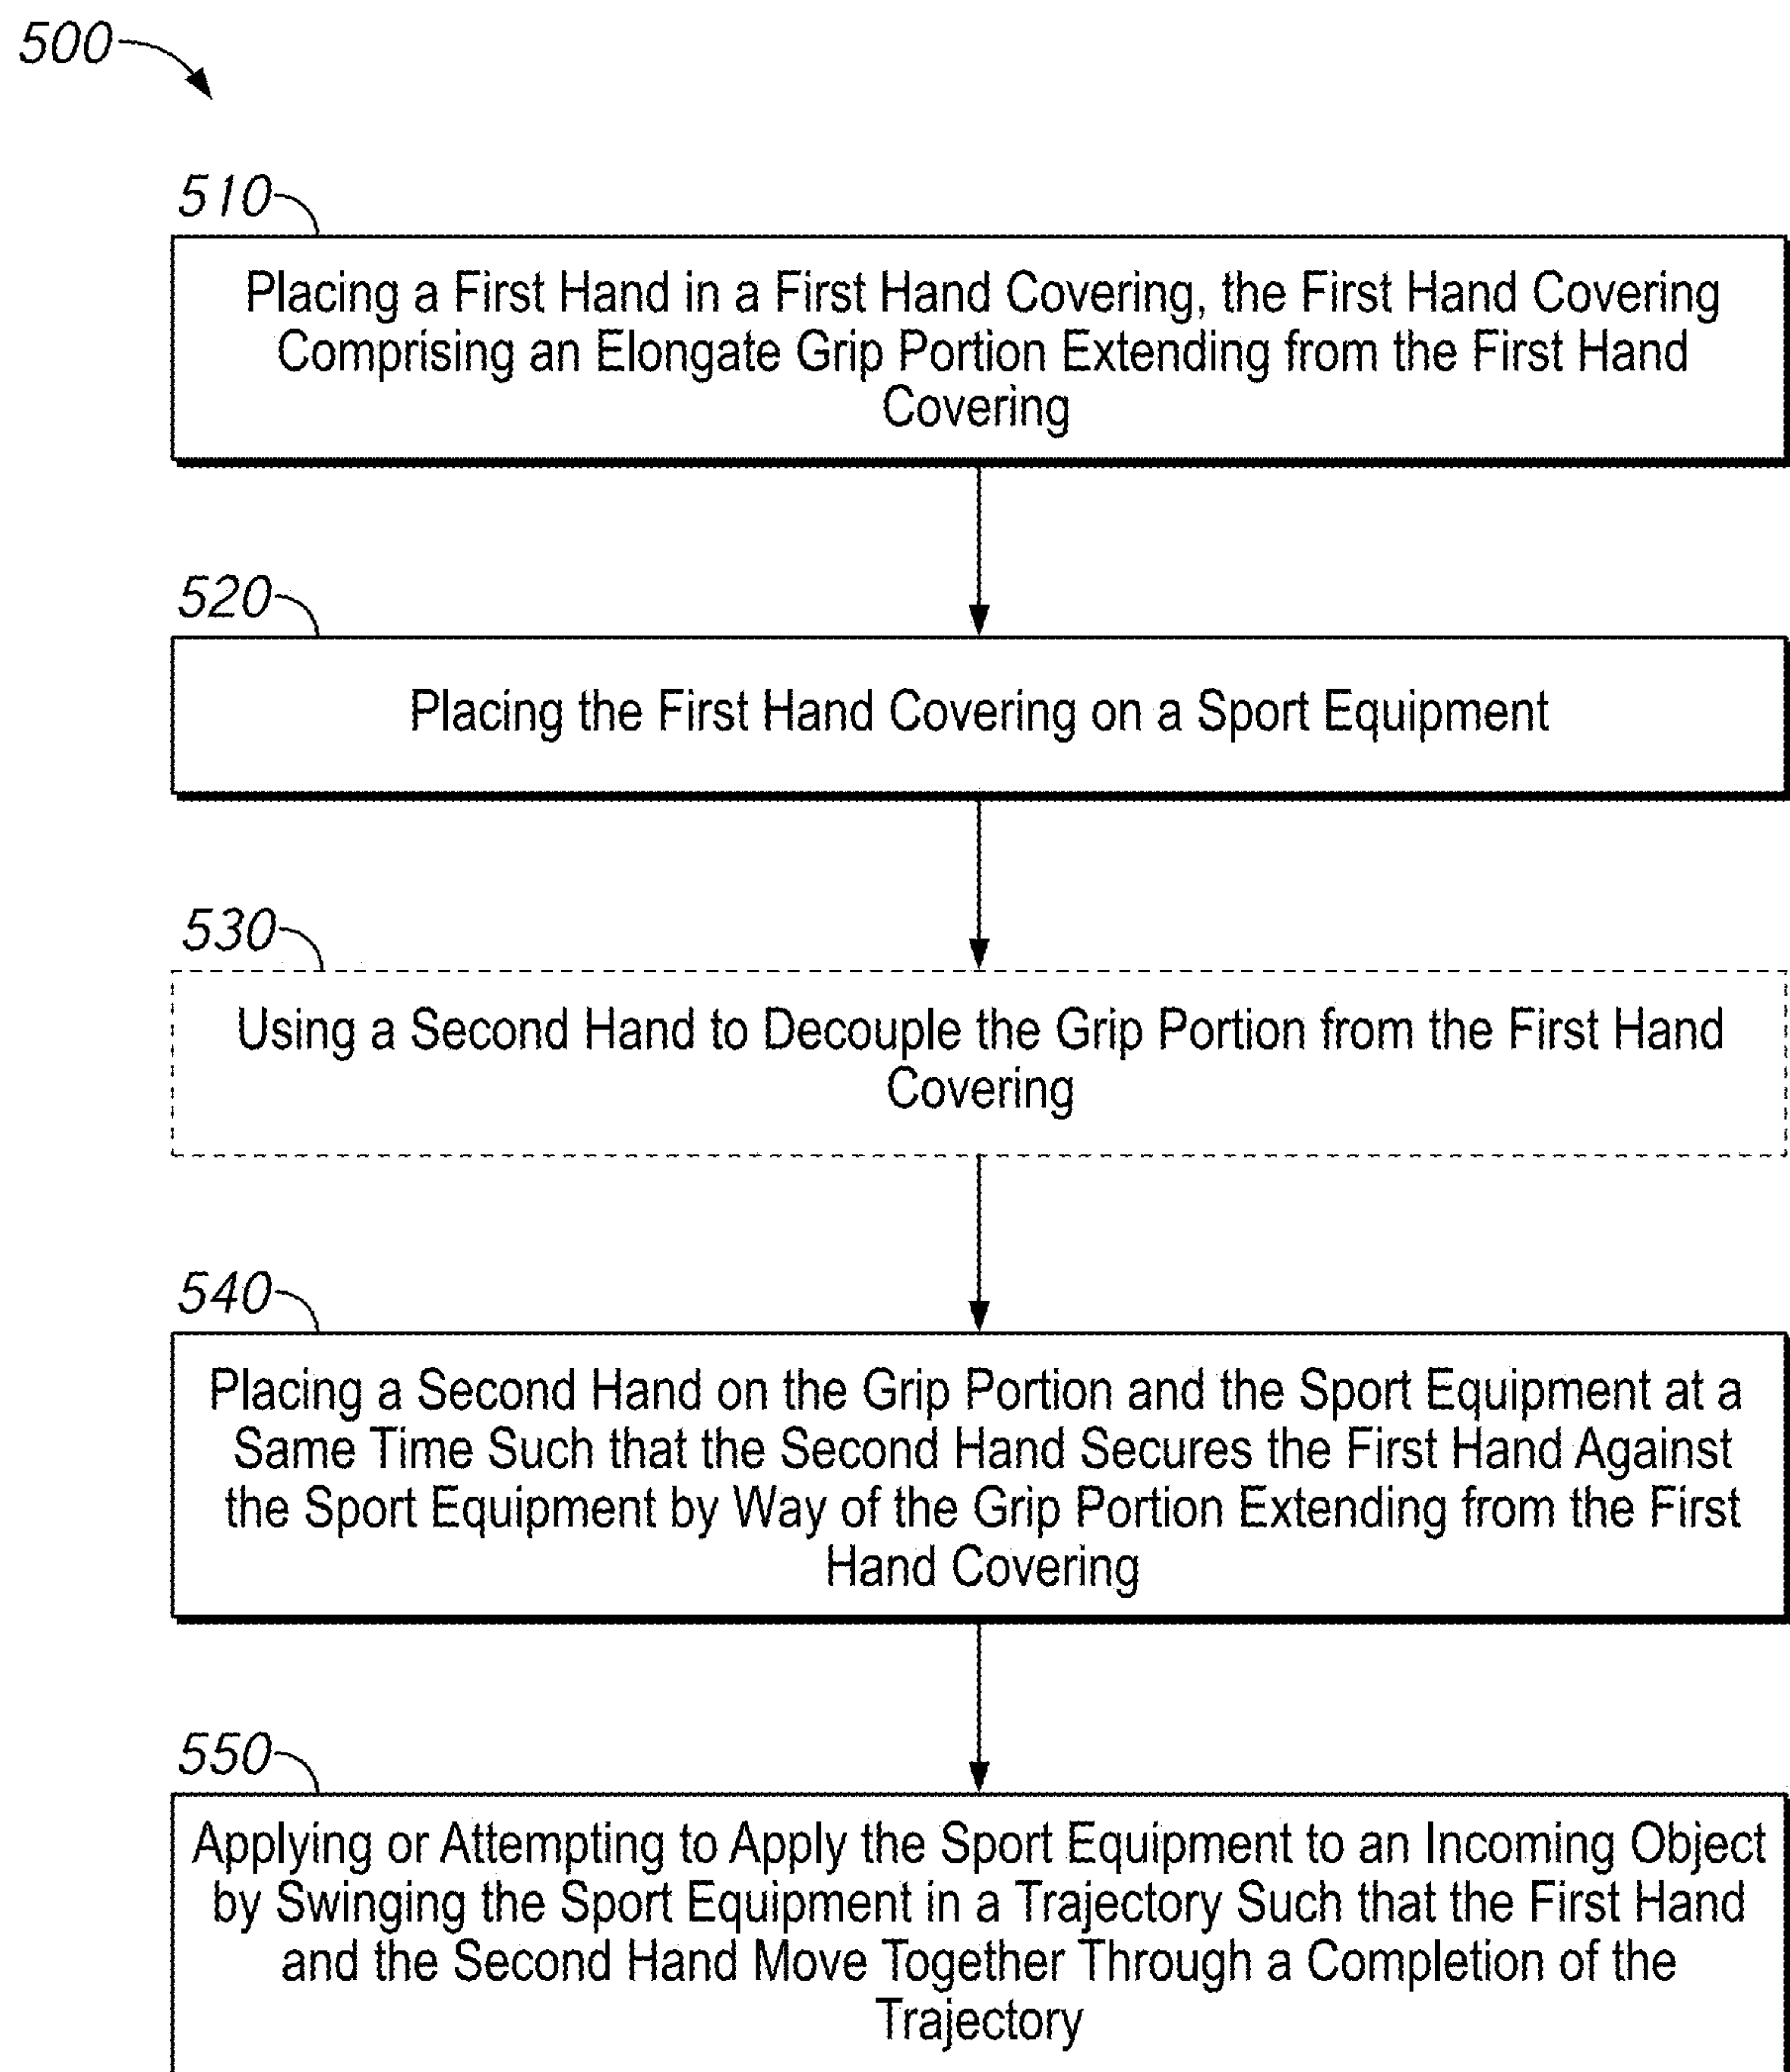 500
510
Placing a First Hand in a First Hand Covering, the First Hand Covering
Comprising an Elongate Grip Portion Extending from the First Hand
Covering
520
Placing the First Hand Covering on a Sport Equipment
530
Using a Second Hand to Decouple the Grip Portion from the First Hand
Covering
540
Placing a Second Hand on the Grip Portion and the Sport Equipment at a
Same Time Such that the Second Hand Secures the First Hand Against
the Sport Equipment by Way of the Grip Portion Extending from the First
Hand Covering
550
Applying or Attempting to Apply the Sport Equipment to an Incoming Object
by Swinging the Sport Equipment in a Trajectory Such that the First Hand
and the Second Hand Move Together Through a Completion of the
Trajectory